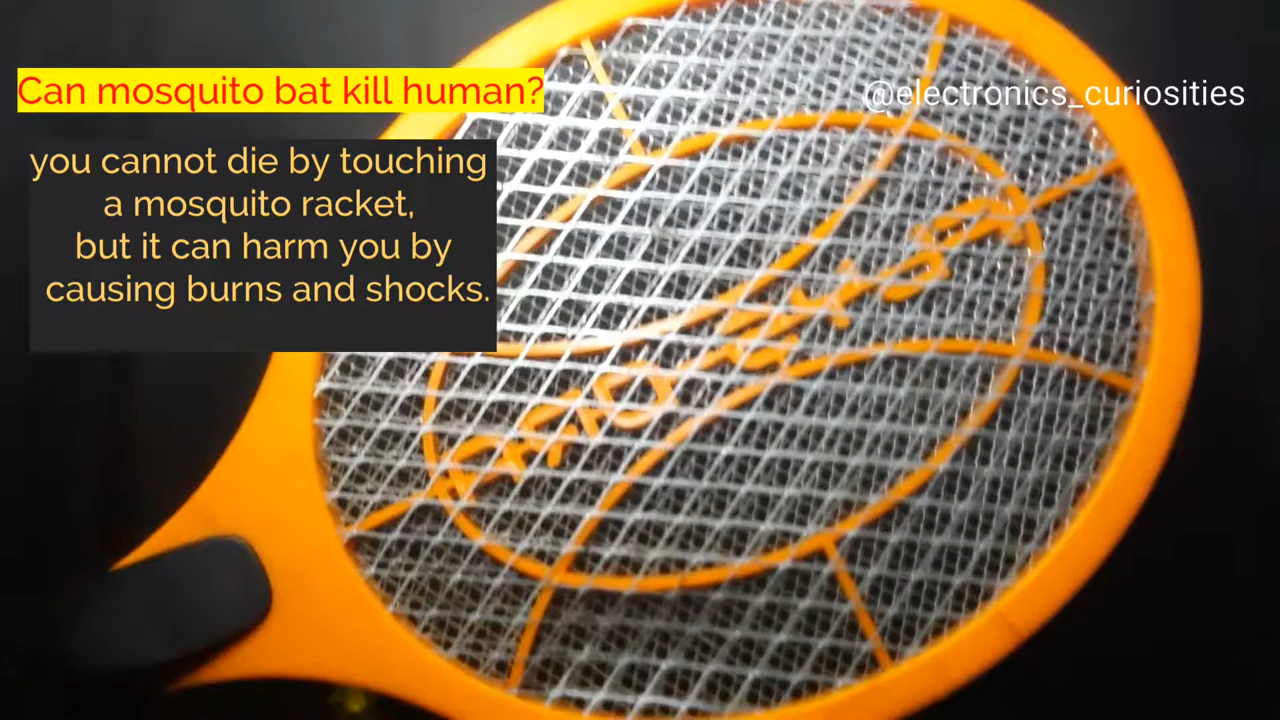 Can mosquito bat kill human?
@electronics_curiosities
you cannot die by touching
a mosquito racket,
but it can harm you by
causing burns and shocks.